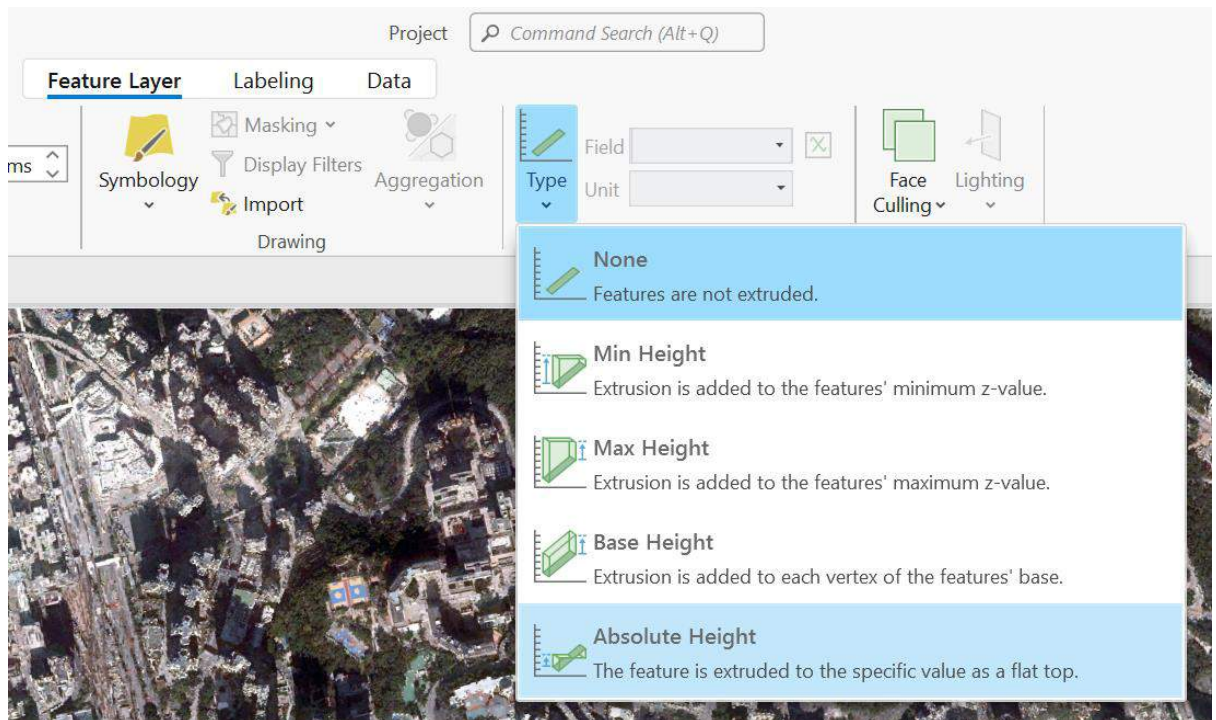 Project
Command Search (Alt+Q)
Feature Layer Labeling Data
ms
Symbology
Masking
Display Filters
Import
Aggregation
Drawing
Type
Field
Unit
Face
Culling
Lighting
None
Features are not extruded.
Min Height
Extrusion is added to the features' minimum z-value.
Max Height
Extrusion is added to the features' maximum z-value.
Base Height
Extrusion is added to each vertex of the features' base.
Absolute Height
The feature is extruded to the specific value as a flat top.